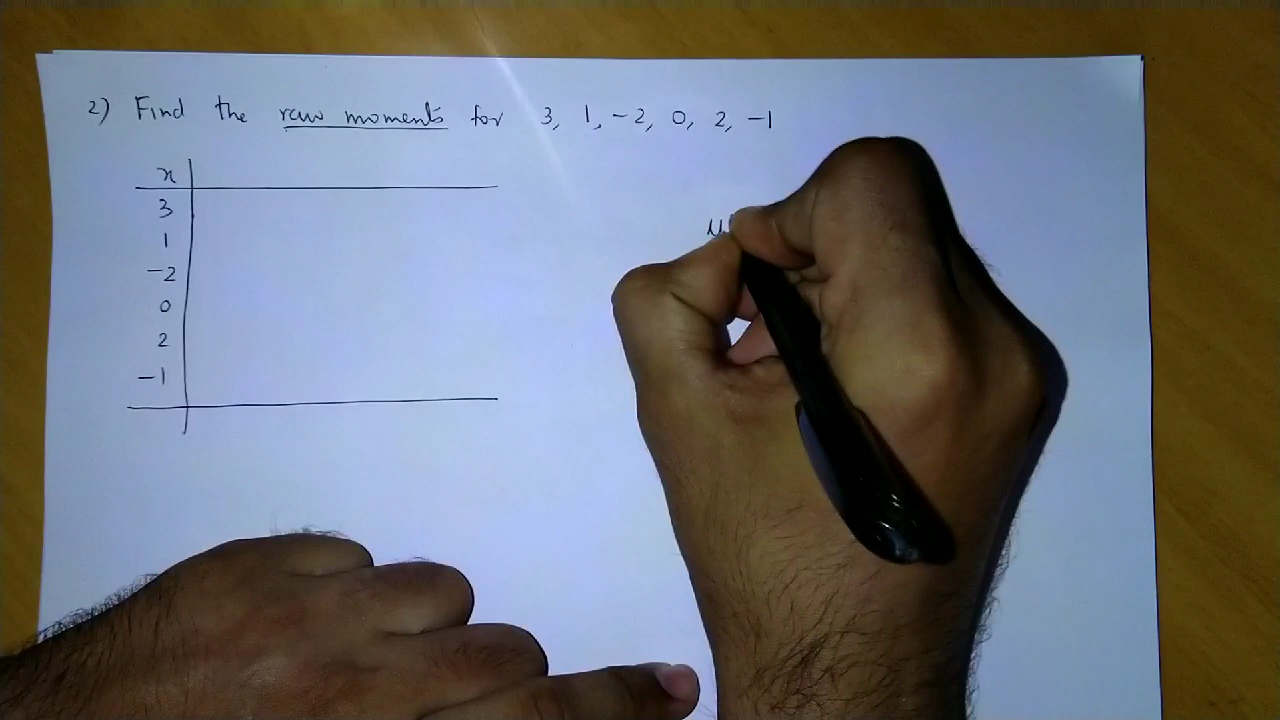 2) Find the raw moments for 3, 1, -2, 0, 2, -1
x
3
1
-2
0
2
-1
μ'